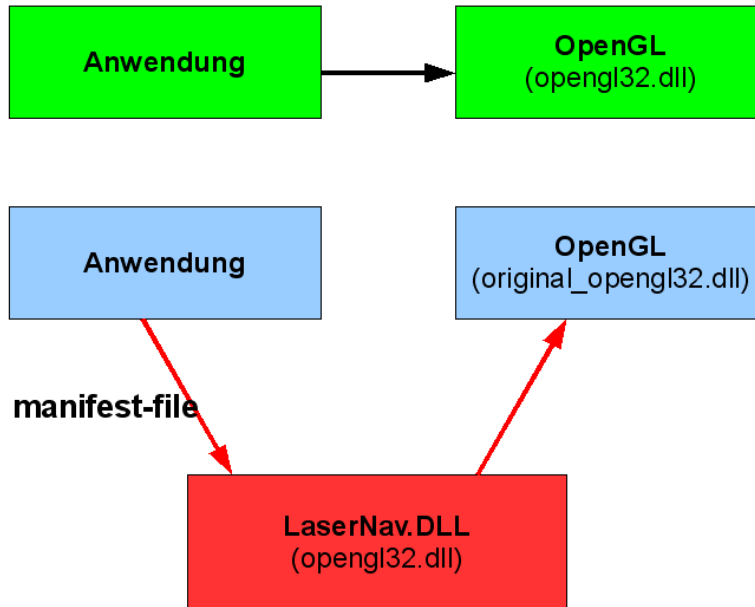 Anwendung
OpenGL
(opengl32.dll)
Anwendung
OpenGL
(original_opengl32.dll)
manifest-file
LaserNav.DLL
(opengl32.dll)